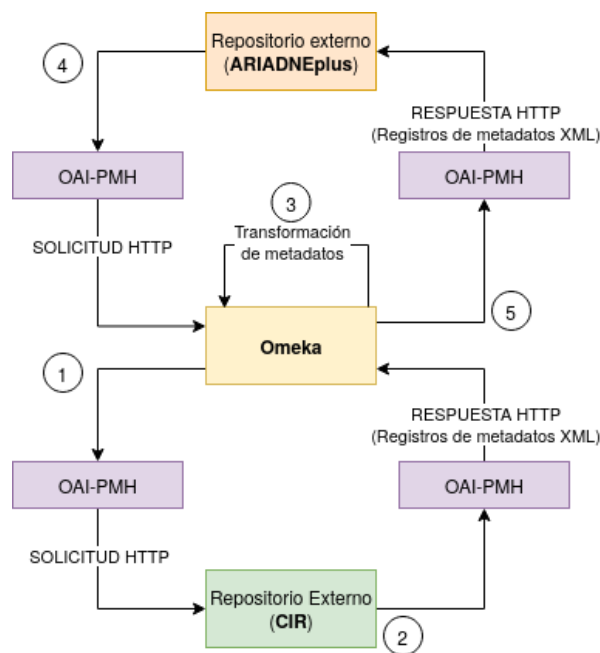 Repositorio externo
(ARIADNEplus)
4
RESPUESTA HTTP
(Registros de metadatos XML)
OAI-PMH
OAI-PMH
3
Transformación
de metadatos
SOLICITUD HTTP
5
Omeka
1
RESPUESTA HTTP
(Registros de metadatos XML)
OAI-PMH
OAI-PMH
SOLICITUD HTTP
Repositorio Externo
(CIR)
2